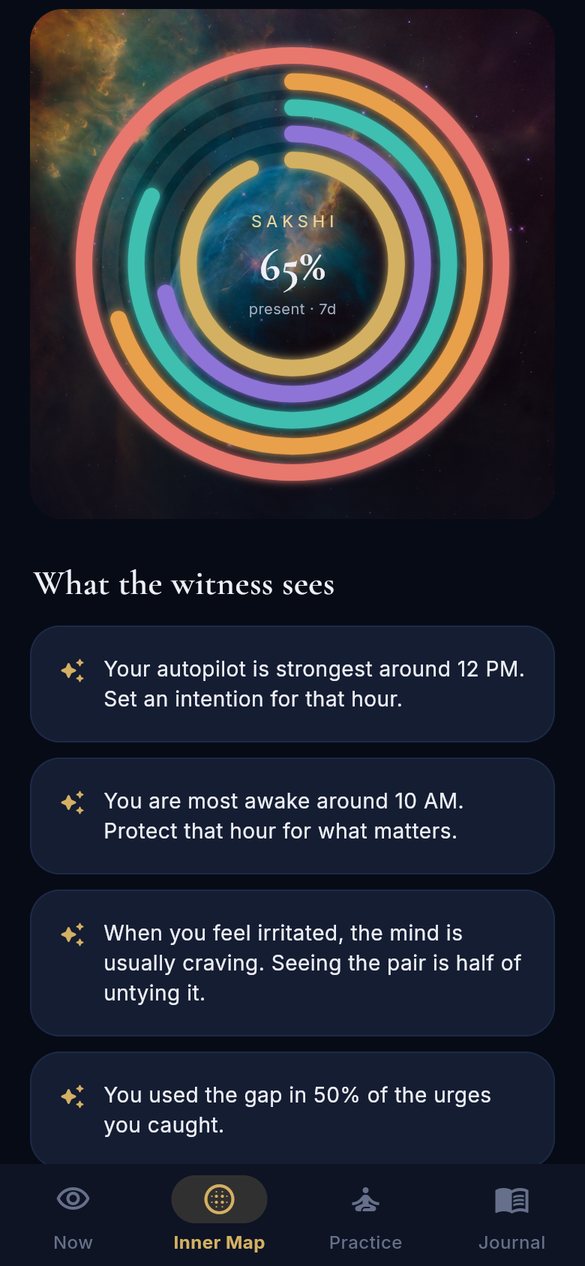 SAKSHI
65%
present · 7d
What the witness sees
Your autopilot is strongest around 12 PM.
Set an intention for that hour.
You are most awake around 10 AM.
Protect that hour for what matters.
When you feel irritated, the mind is
usually craving. Seeing the pair is half of
untying it.
You used the gap in 50% of the urges
you caught.
Now
Inner Map
Practice
Journal